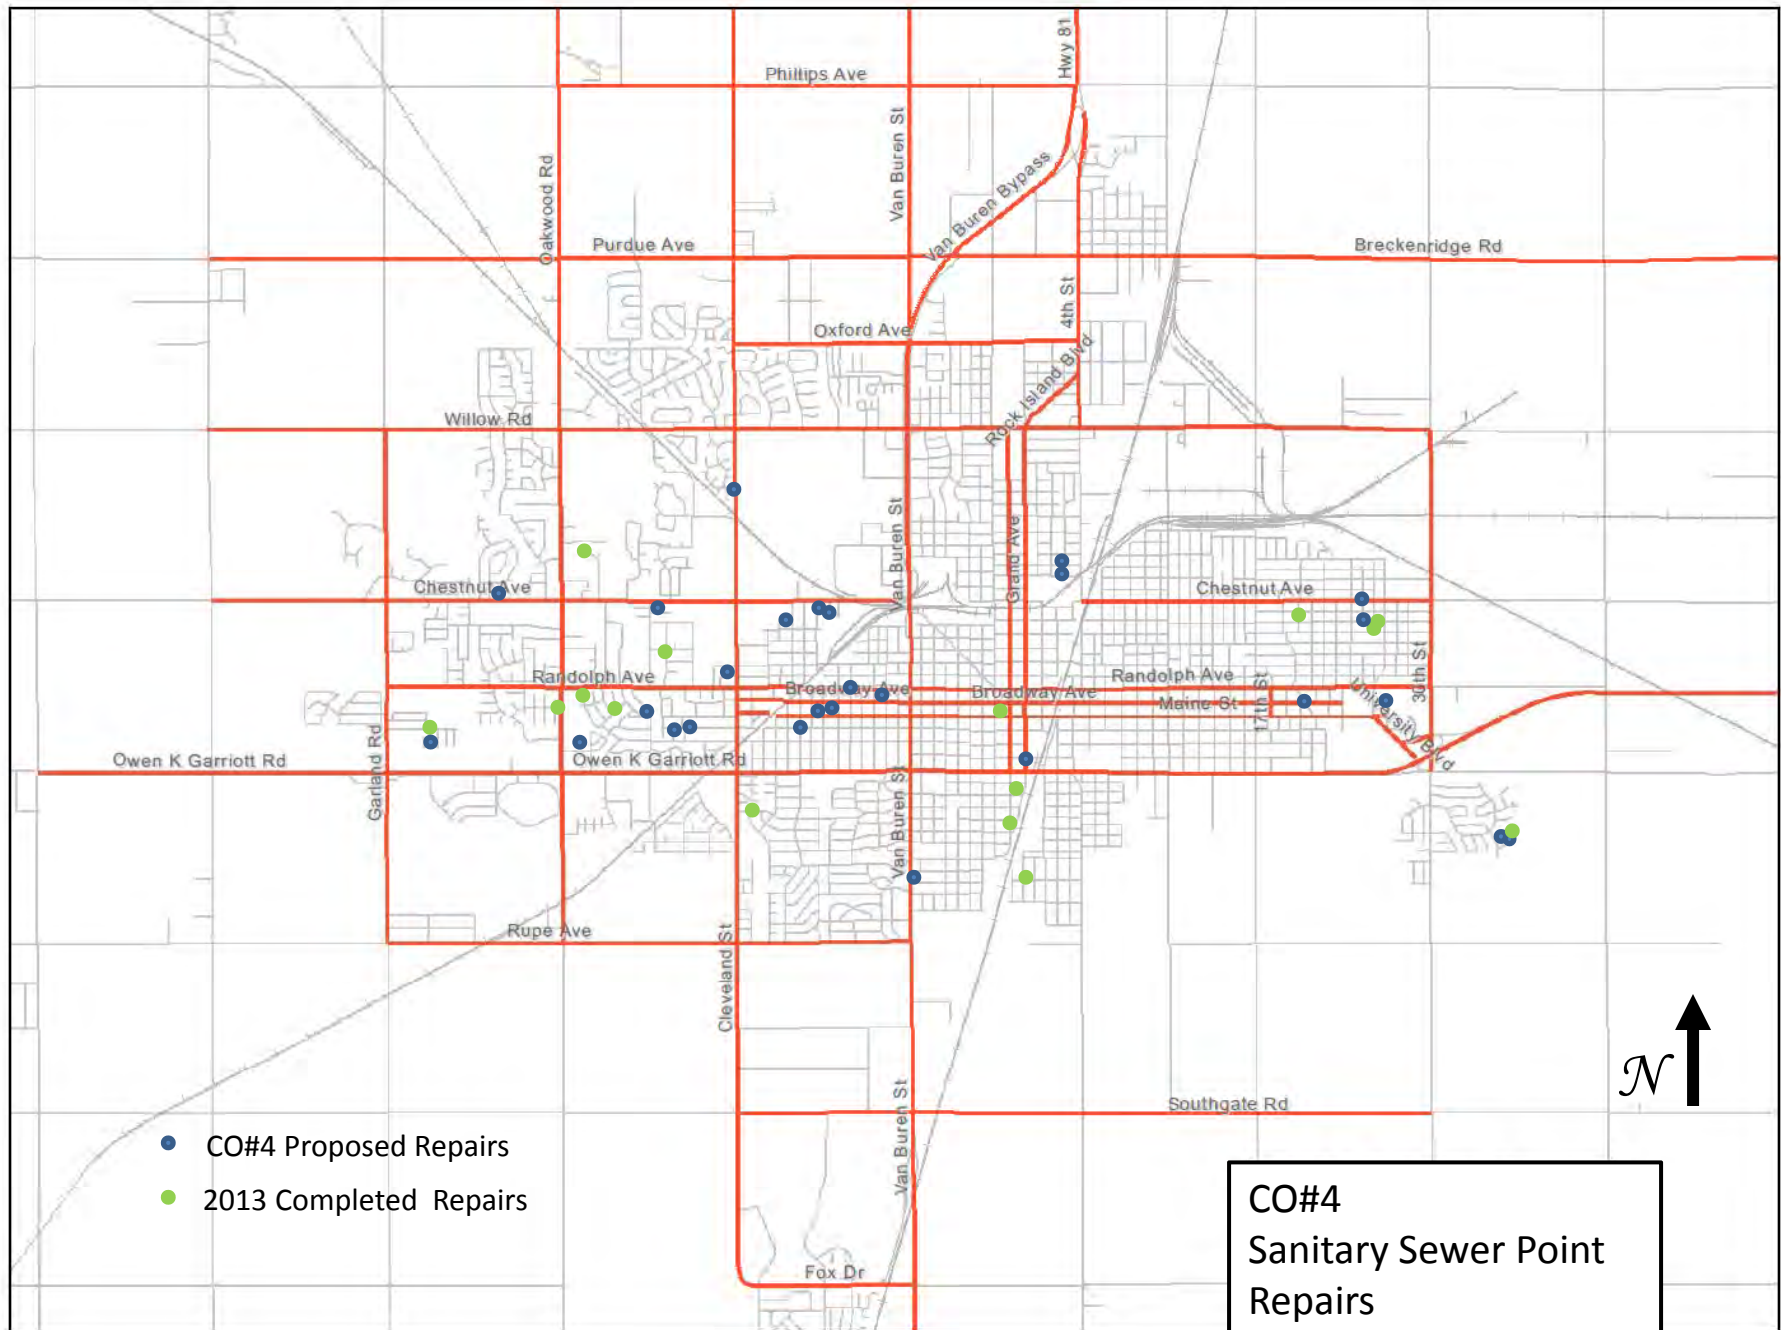 Hwy 81
Phillips Ave
Van Buren St
Oakwood Rd
Van Buren Bypass
Purdue Ave
Breckenridge Rd
4th St
Oxford Ave
Rock Island Blvd
Willow Rd
Van Buren St
Grand Ave
Chestnut Ave
Chestnut Ave
Randolph Ave
Broadway Ave
Broadway Ave
Randolph Ave
Maine St
17th St
University Blvd
30th St
Garland Rd
Owen K Garriott Rd
Owen K Garriott Rd
Van Buren St
Rupe Ave
Cleveland St
Van Buren St
Southgate Rd
Fox Dr
N
CO#4 Proposed Repairs
2013 Completed Repairs
CO#4
Sanitary Sewer Point
Repairs